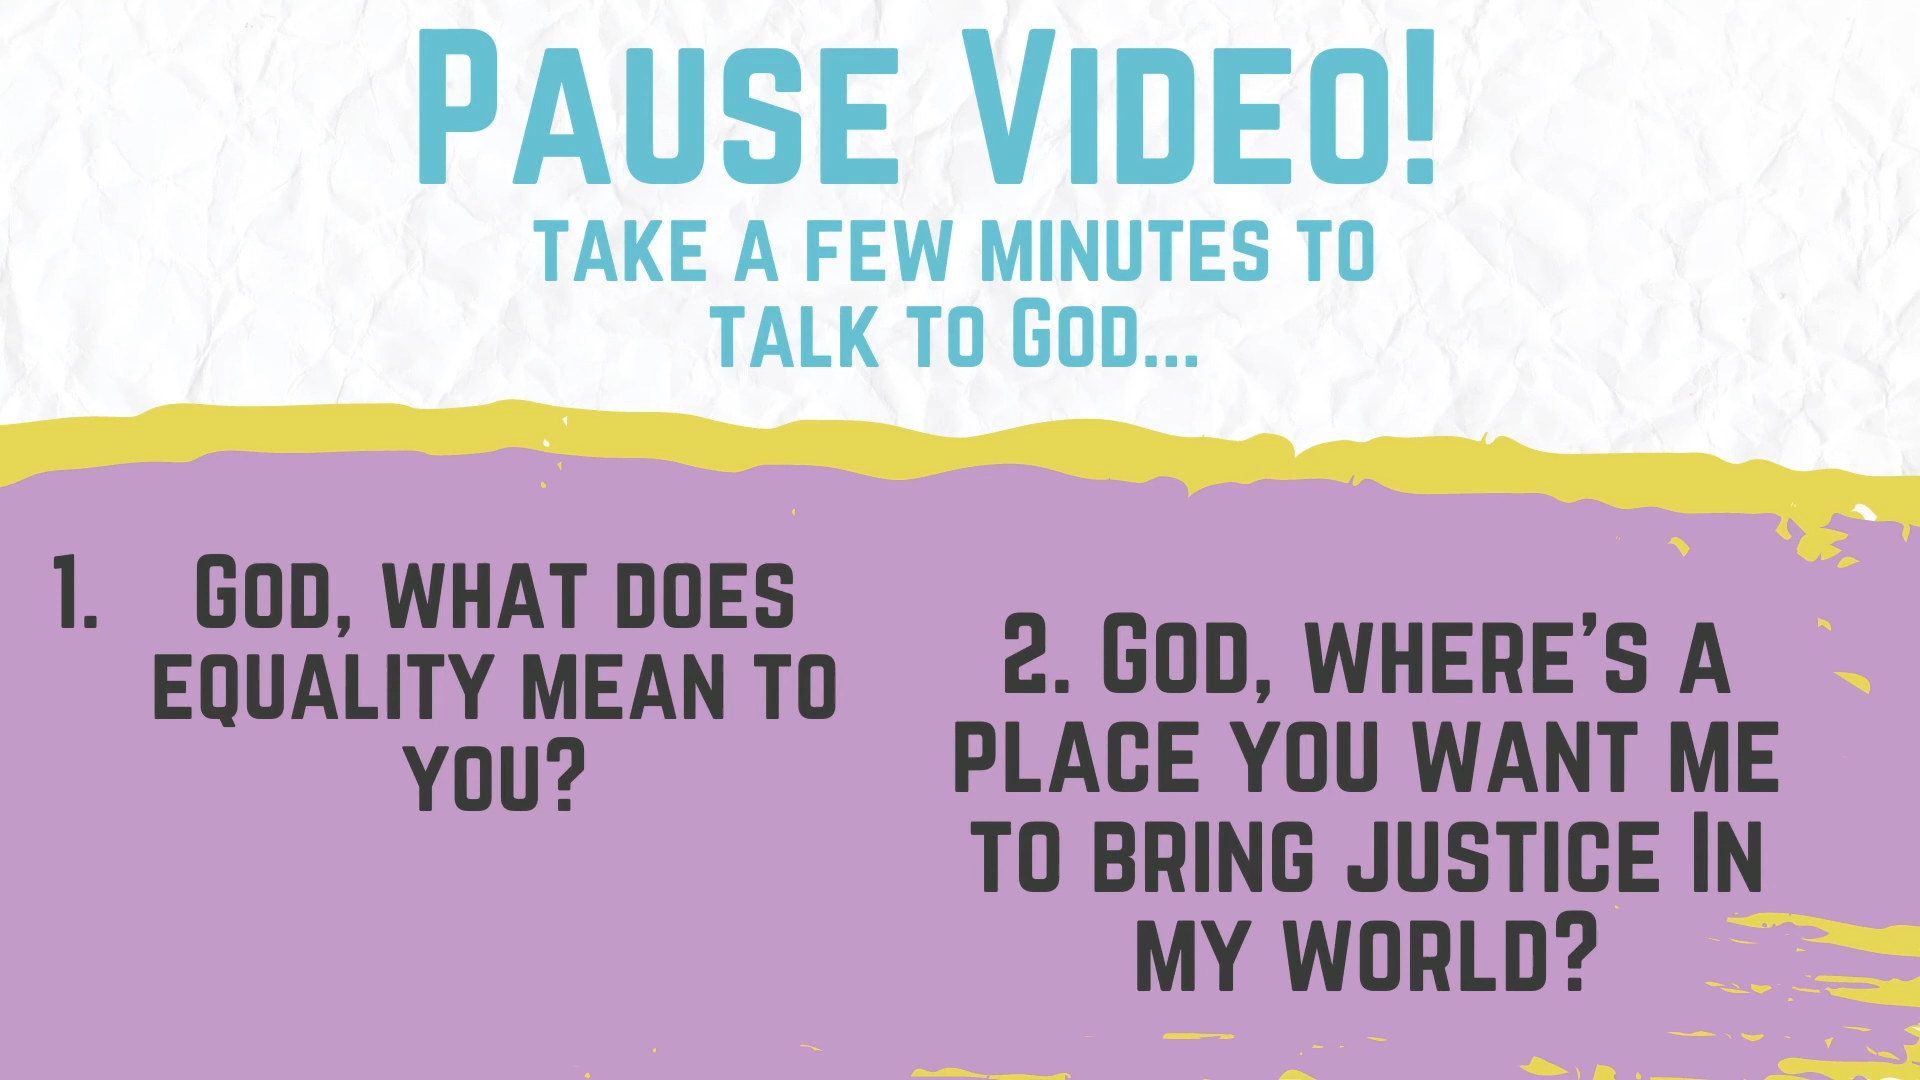 Pause Video!
take a few minutes to
talk to God...
1. God, what does
equality mean to
you?
2. God, where's a
place you want me
to bring justice In
my world?